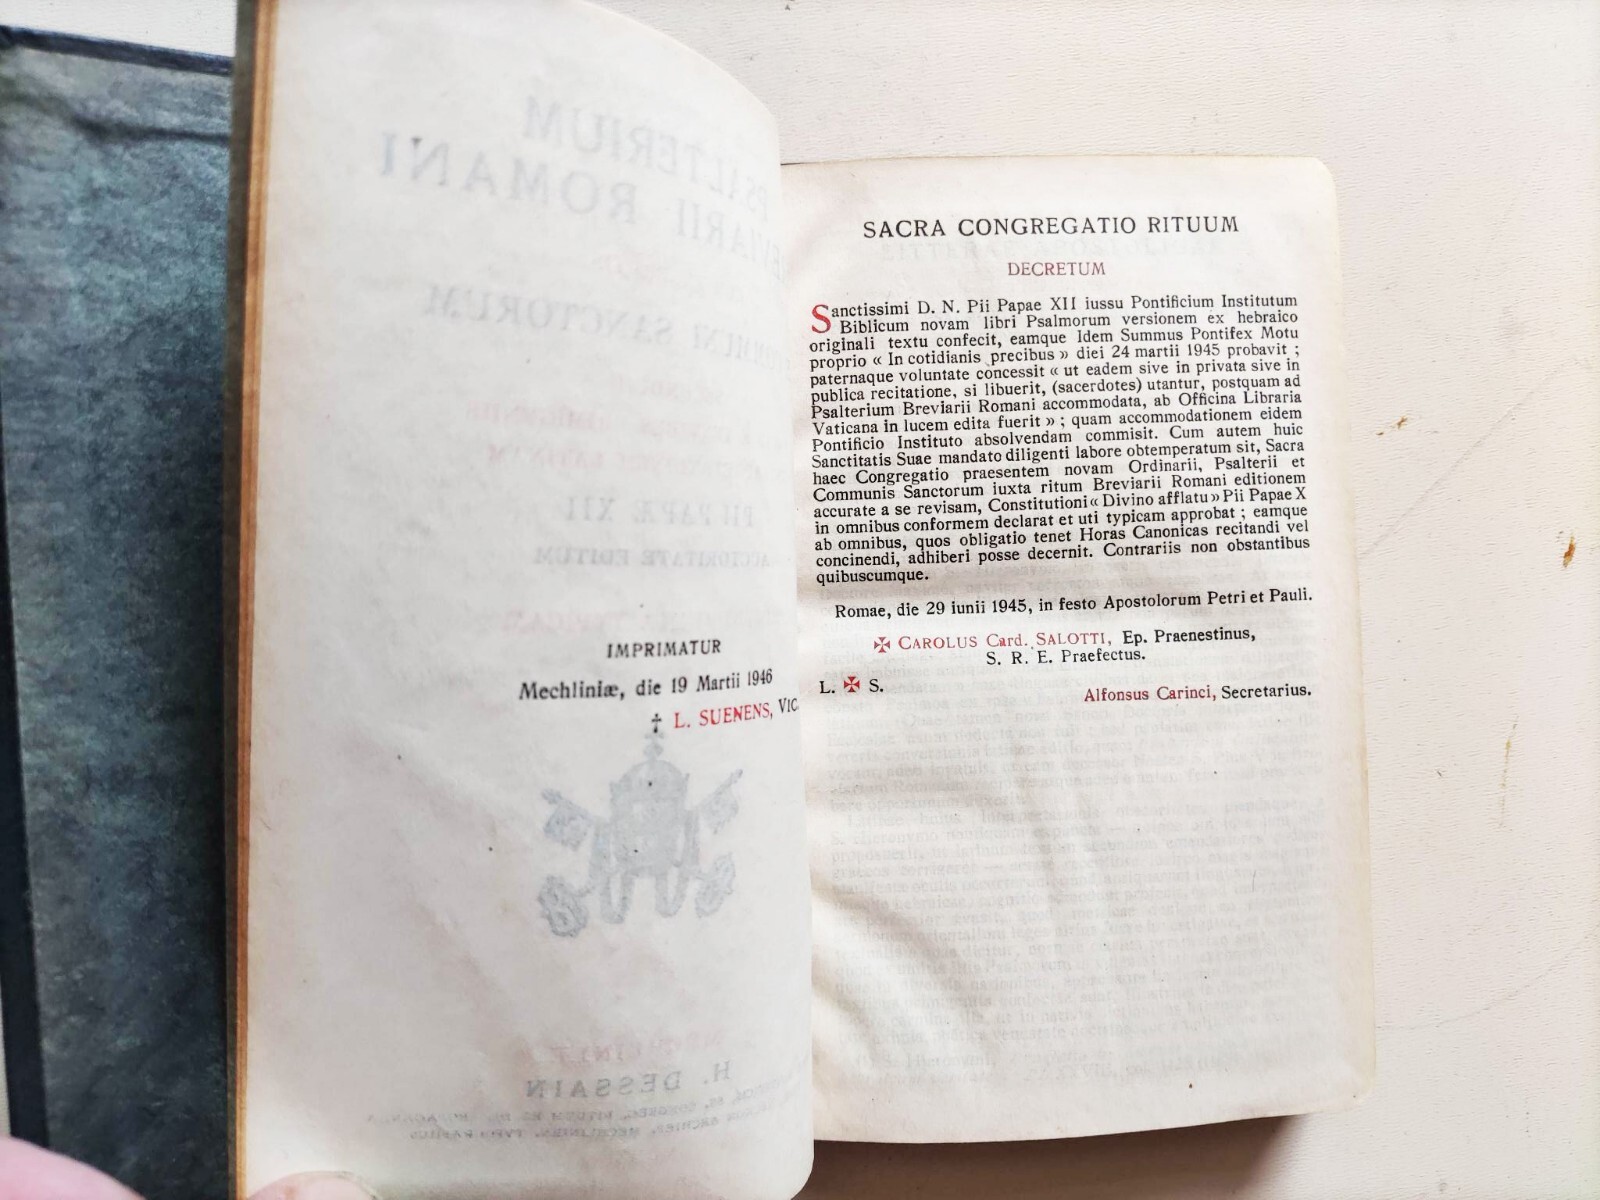 IMPRIMATUR
Mechliniæ, die 19 Martii 1946
† L. SUENENS, VIC.
SACRA CONGREGATIO RITUUM
DECRETUM
Sanctissimi D. N. Pii Papae XII iussu Pontificium Institutum
Biblicum novam libri Psalmorum versionem ex hebraico
originali textu confecit, eamque Idem Summus Pontifex Motu
proprio « In cotidianis precibus » diei 24 martii 1945 probavit ;
paternaque voluntate concessit « ut eadem sive in privata sive in
publica recitatione, si libuerit, (sacerdotes) utantur, postquam ad
Psalterium Breviarii Romani accommodata, ab Officina Libraria
Vaticana in lucem edita fuerit » ; quam accommodationem eidem
Pontificio Instituto absolvendam commisit. Cum autem huic
Sanctitatis Suae mandato diligenti labore obtemperatum sit, Sacra
haec Congregatio praesentem novam Ordinarii, Psalterii et
Communis Sanctorum iuxta ritum Breviarii Romani editionem
accurate a se revisam, Constitutioni « Divino afflatu » Pii Papae X
in omnibus conformem declarat et uti typicam approbat ; eamque
ab omnibus, quos obligatio tenet Horas Canonicas recitandi vel
concinendi, adhiberi posse decernit. Contrariis non obstantibus
quibuscumque.
Romae, die 29 iunii 1945, in festo Apostolorum Petri et Pauli.
✠ CAROLUS Card. SALOTTI, Ep. Praenestinus,
S. R. E. Praefectus.
L. ✠ S.
Alfonsus Carinci, Secretarius.